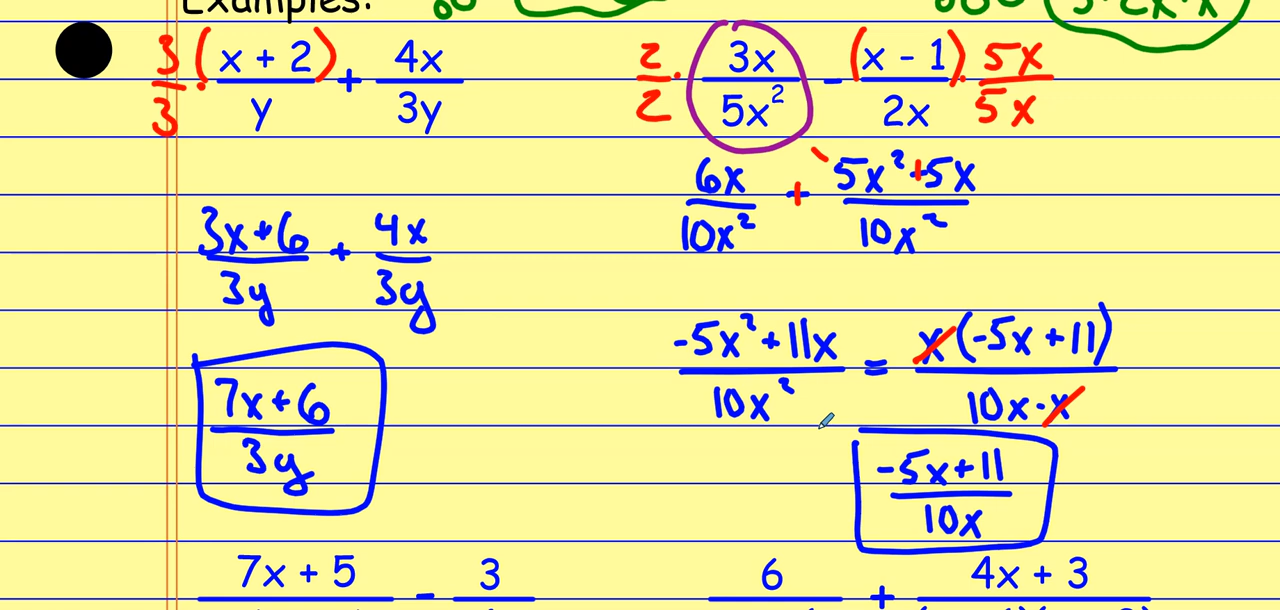 Examples:
3/3 · (x + 2)/y + 4x/3y
(3x+6)/3y + 4x/3y
(7x+6)/3y
2/2 · 3x/5x² - (x - 1)/2x · 5x/5x
6x/10x² + (-5x²+5x)/10x²
(-5x²+11x)/10x² = x(-5x+11)/(10x·x)
(-5x+11)/10x
7x + 5 - 3
6 + 4x + 3